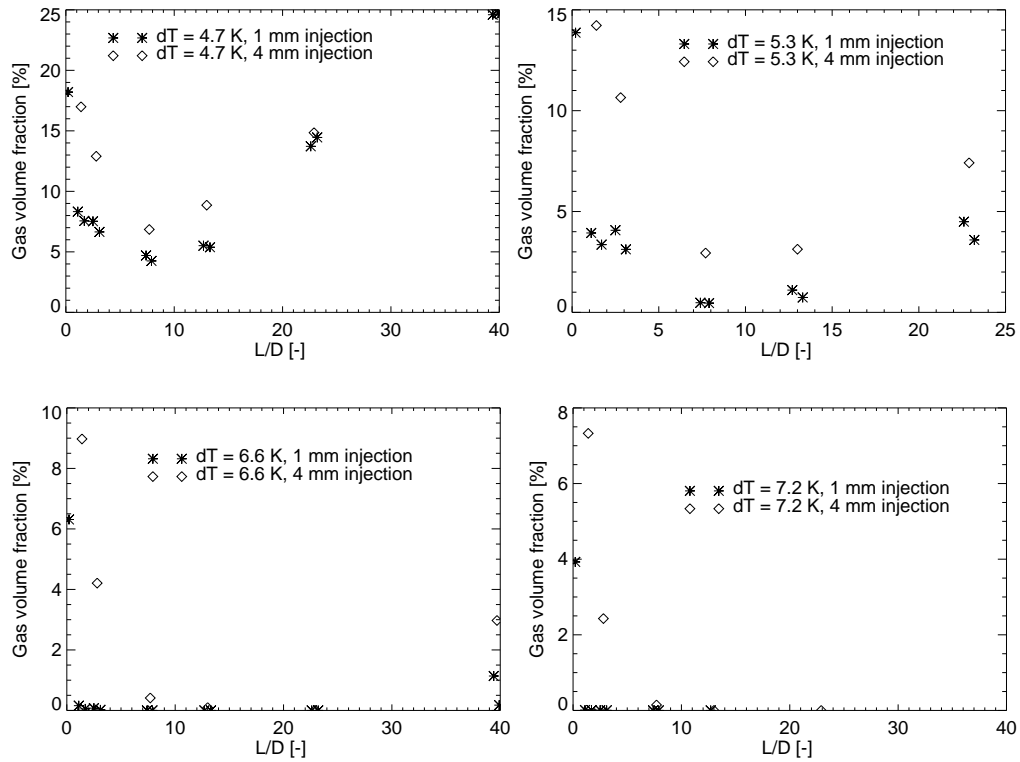 25
20
15
10
5
0
Gas volume fraction [%]
dT = 4.7 K, 1 mm injection
dT = 4.7 K, 4 mm injection
0 10 20 30 40
L/D [-]
15
10
5
0
Gas volume fraction [%]
dT = 5.3 K, 1 mm injection
dT = 5.3 K, 4 mm injection
0 5 10 15 20 25
L/D [-]
10
8
6
4
2
0
Gas volume fraction [%]
dT = 6.6 K, 1 mm injection
dT = 6.6 K, 4 mm injection
0 10 20 30 40
L/D [-]
8
6
4
2
0
Gas volume fraction [%]
dT = 7.2 K, 1 mm injection
dT = 7.2 K, 4 mm injection
0 10 20 30 40
L/D [-]